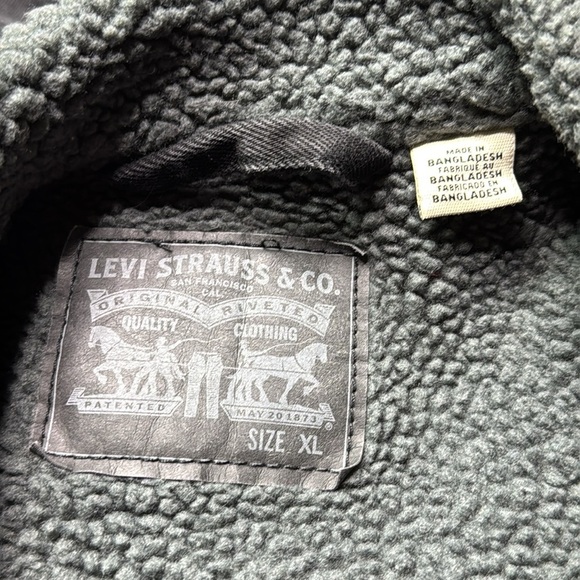 MADE IN
BANGLADESH
FABRIQUE AU
BANGLADESH
FABRICADO EN
BANGLADESH
LEVI STRAUSS & CO.
SAN FRANCISCO
CAL
ORIGINAL RIVETED
QUALITY CLOTHING
PATENTED MAY 20 1873
®
SIZE XL